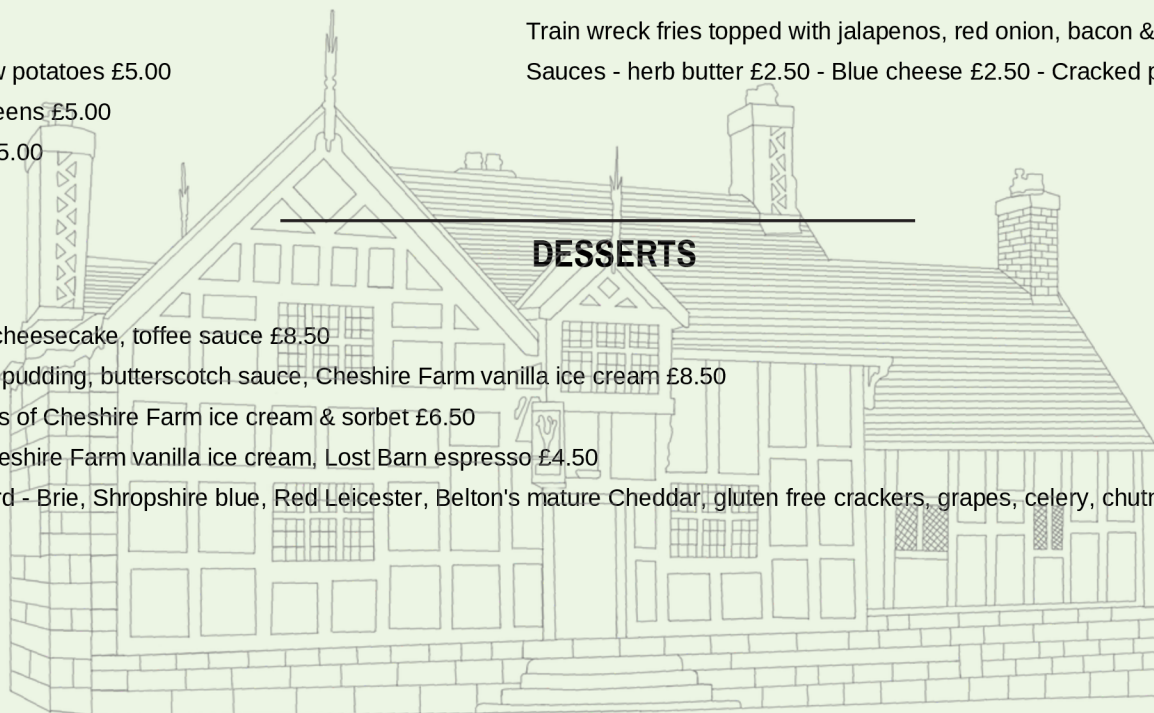 Train wreck fries topped with jalapenos, red onion, bacon &
potatoes £5.00
Sauces - herb butter £2.50 - Blue cheese £2.50 - Cracked
£5.00
5.00
DESSERTS
cheesecake, toffee sauce £8.50
pudding, butterscotch sauce, Cheshire Farm vanilla ice cream £8.50
of Cheshire Farm ice cream & sorbet £6.50
Farm vanilla ice cream, Lost Barn espresso £4.50
- Brie, Shropshire blue, Red Leicester, Belton's mature Cheddar, gluten free crackers, grapes, celery,